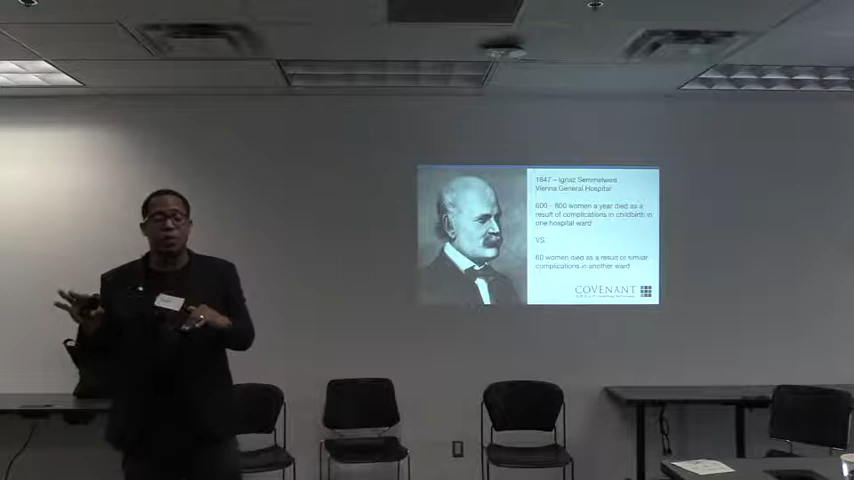 1847 – Ignaz Semmelweis
Vienna General Hospital
600 - 800 women a year died as a
result of complications in childbirth in
one hospital ward
VS.
60 women died as a result of similar
complications in another ward
COVENANT